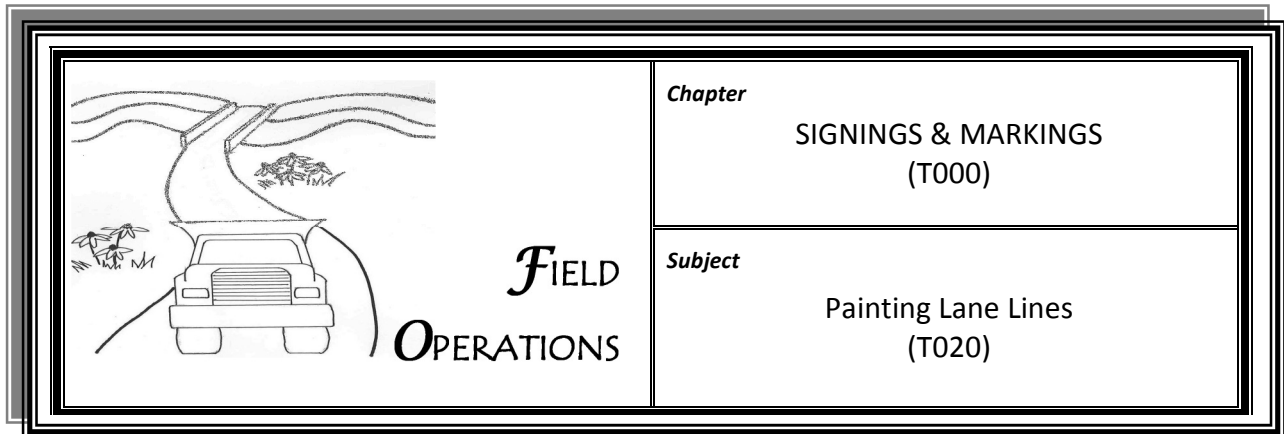 FIELD
OPERATIONS
Chapter
SIGNINGS & MARKINGS
(T000)
Subject
Painting Lane Lines
(T020)